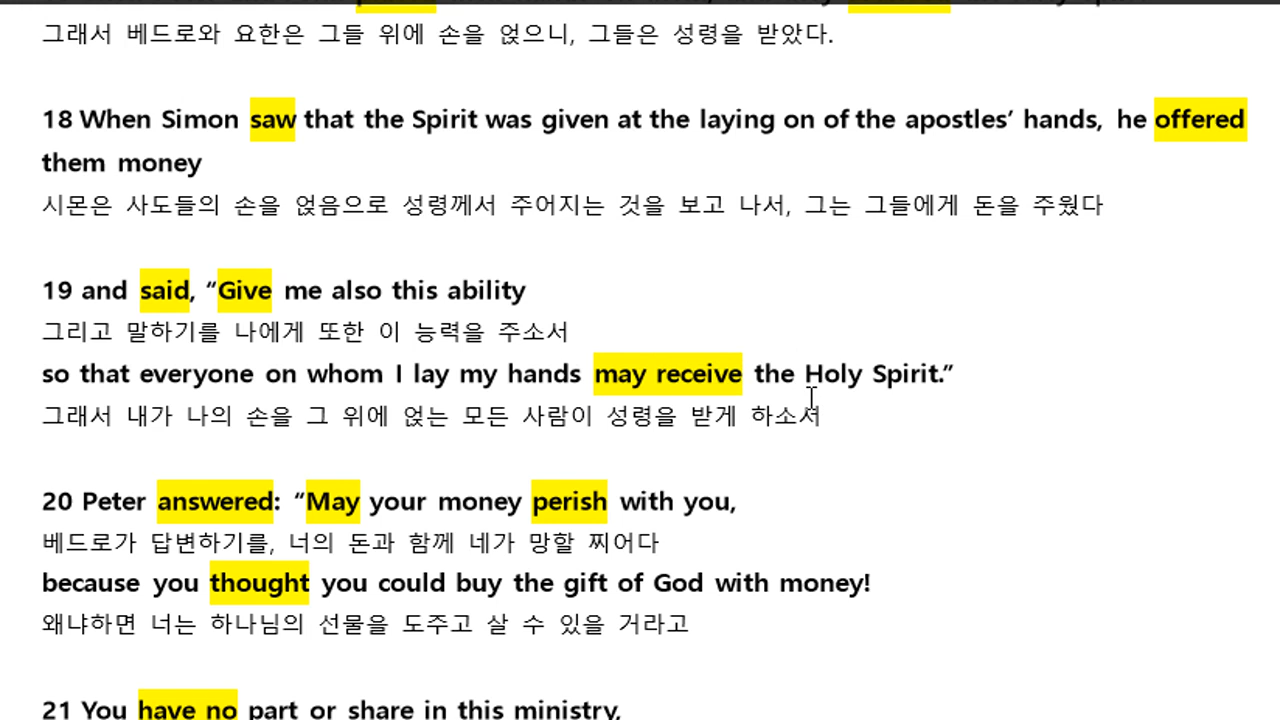 그래서 베드로와 요한은 그들 위에 손을 얹으니, 그들은 성령을 받았다.
18 When Simon saw that the Spirit was given at the laying on of the apostles’ hands, he offered
them money
시몬은 사도들의 손을 얹음으로 성령께서 주어지는 것을 보고 나서, 그는 그들에게 돈을 주웠다
19 and said, “Give me also this ability
그리고 말하기를 나에게 또한 이 능력을 주소서
so that everyone on whom I lay my hands may receive the Holy Spirit.”
그래서 내가 나의 손을 그 위에 얹는 모든 사람이 성령을 받게 하소셔
20 Peter answered: “May your money perish with you,
베드로가 답변하기를, 너의 돈과 함께 네가 망할 찌어다
because you thought you could buy the gift of God with money!
왜냐하면 너는 하나님의 선물을 도주고 살 수 있을 거라고
21 You have no part or share in this ministry,